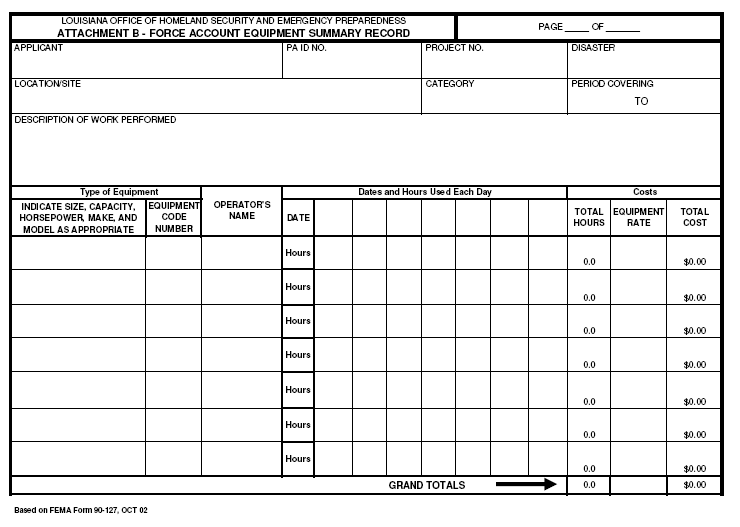 LOUISIANA OFFICE OF HOMELAND SECURITY AND EMERGENCY PREPAREDNESS
ATTACHMENT B - FORCE ACCOUNT EQUIPMENT SUMMARY RECORD
PAGE _____ OF ______
APPLICANT PA ID NO. PROJECT NO. DISASTER
LOCATION/SITE CATEGORY PERIOD COVERING
TO
DESCRIPTION OF WORK PERFORMED
Type of Equipment Dates and Hours Used Each Day Costs
INDICATE SIZE, CAPACITY,
HORSEPOWER, MAKE, AND
MODEL AS APPROPRIATE
EQUIPMENT
CODE
NUMBER
OPERATOR'S
NAME
DATE
TOTAL
HOURS
EQUIPMENT
RATE
TOTAL
COST
Hours 0.0 $0.00
Hours 0.0 $0.00
Hours 0.0 $0.00
Hours 0.0 $0.00
Hours 0.0 $0.00
Hours 0.0 $0.00
Hours 0.0 $0.00
GRAND TOTALS 0.0 $0.00
Based on FEMA Form 90-127, OCT 02